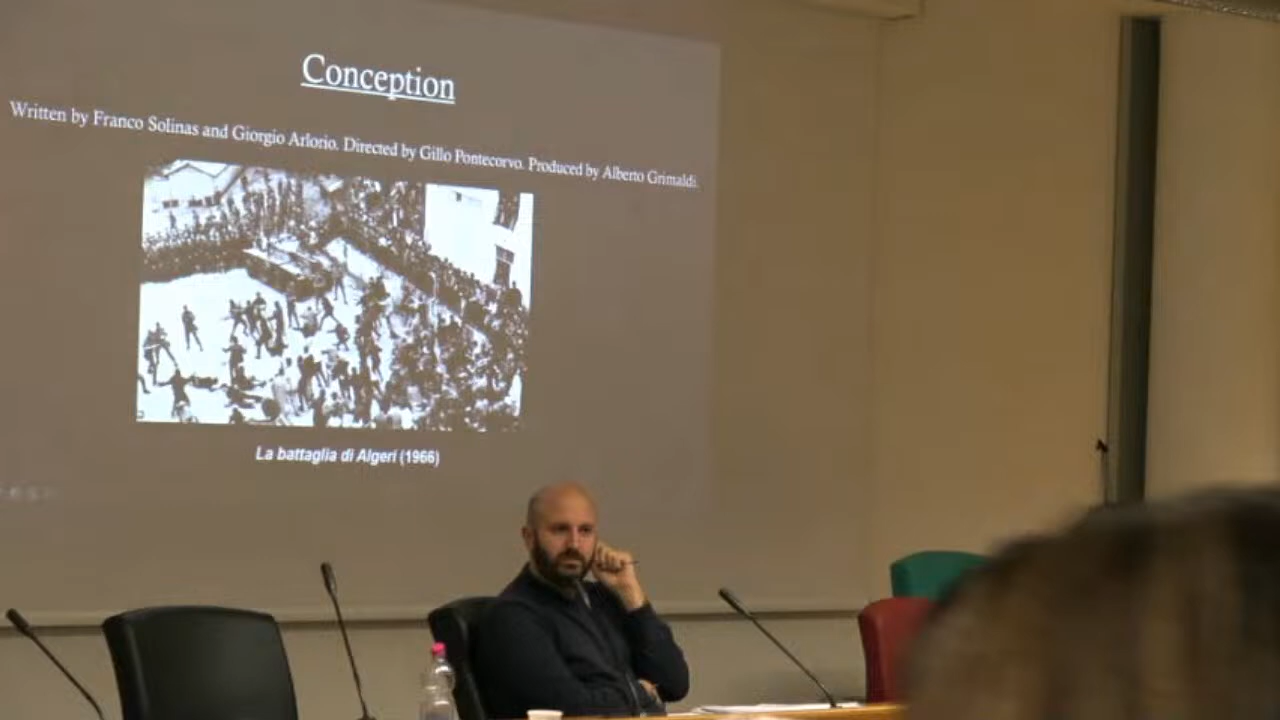 Conception
Written by Franco Solinas and Giorgio Arlorio. Directed by Gillo Pontecorvo. Produced by Alberto Grimaldi.
La battaglia di Algeri (1966)